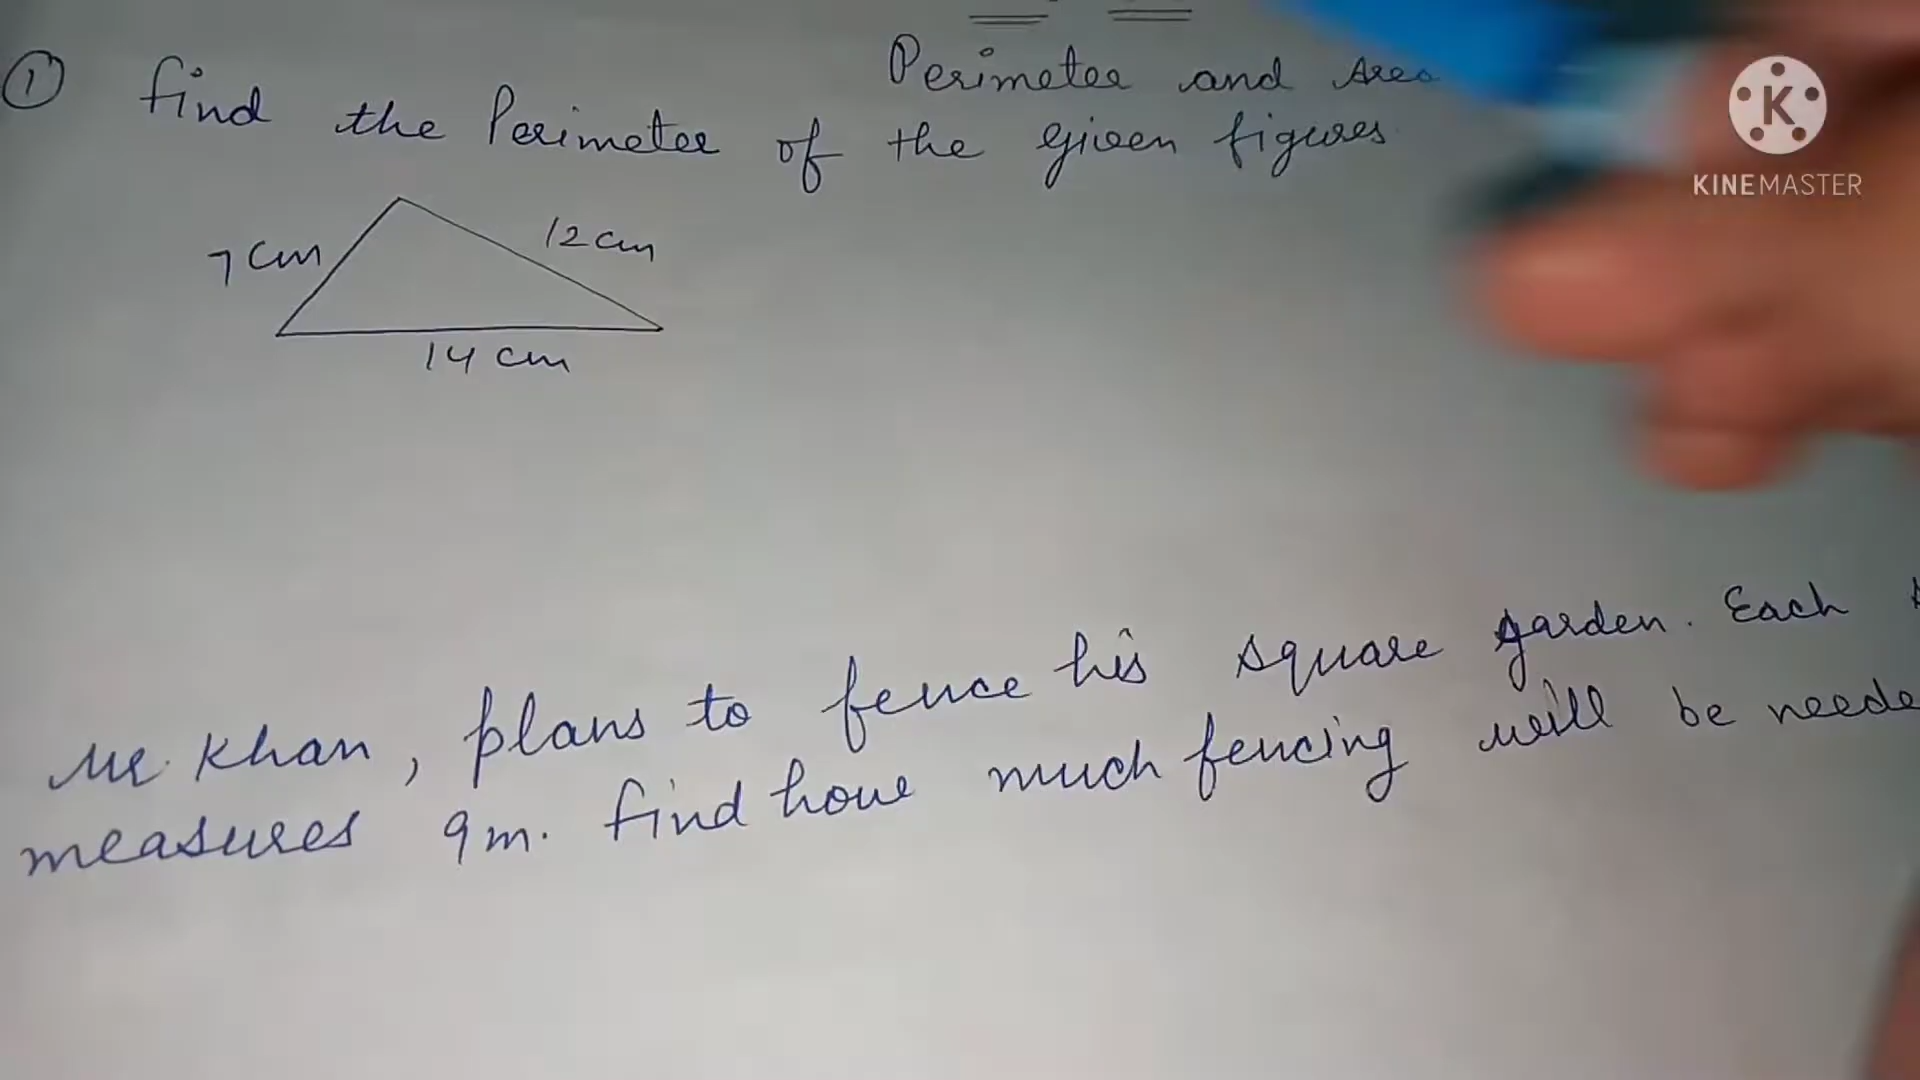 Perimeter and Area
① find the Perimeter of the given figures
7 cm
12 cm
14 cm
Mr. Khan, plans to fence his square garden. Each
measures 9m. find how much fencing will be neede
KINEMASTER